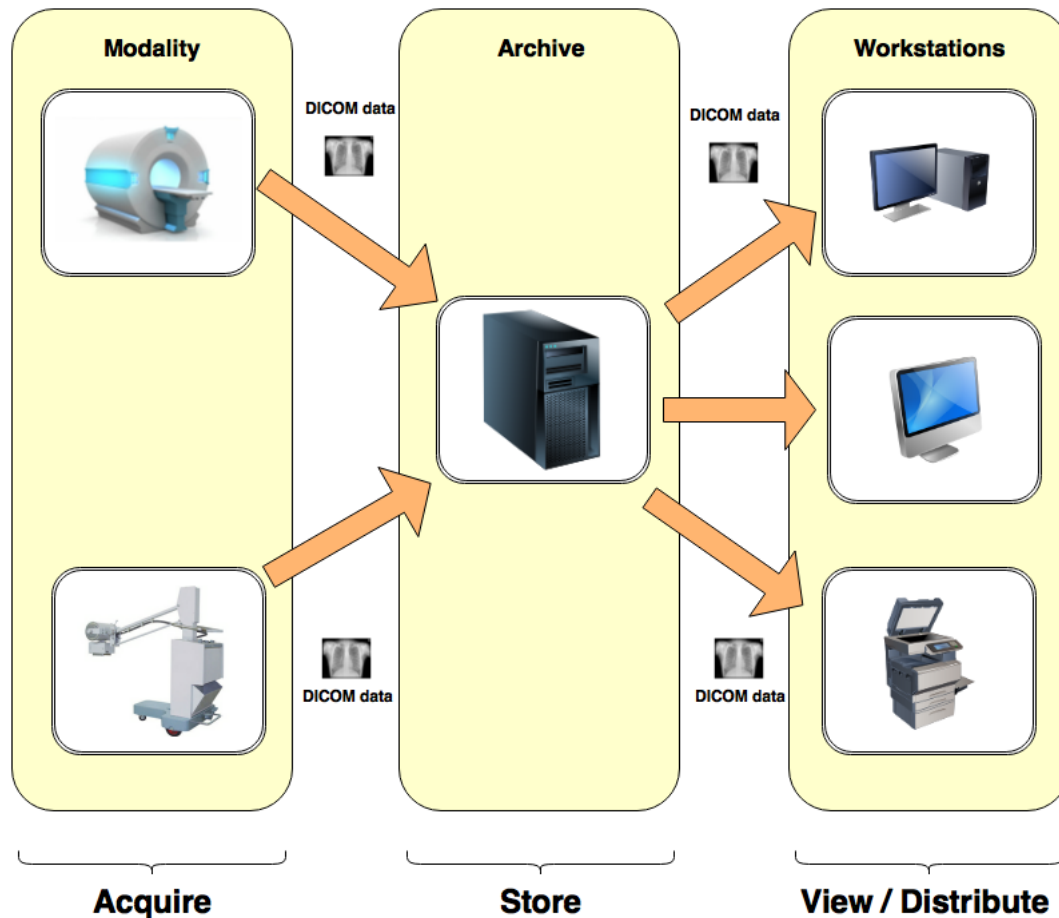 Modality
Archive
Workstations
DICOM data
DICOM data
DICOM data
DICOM data
Acquire
Store
View / Distribute